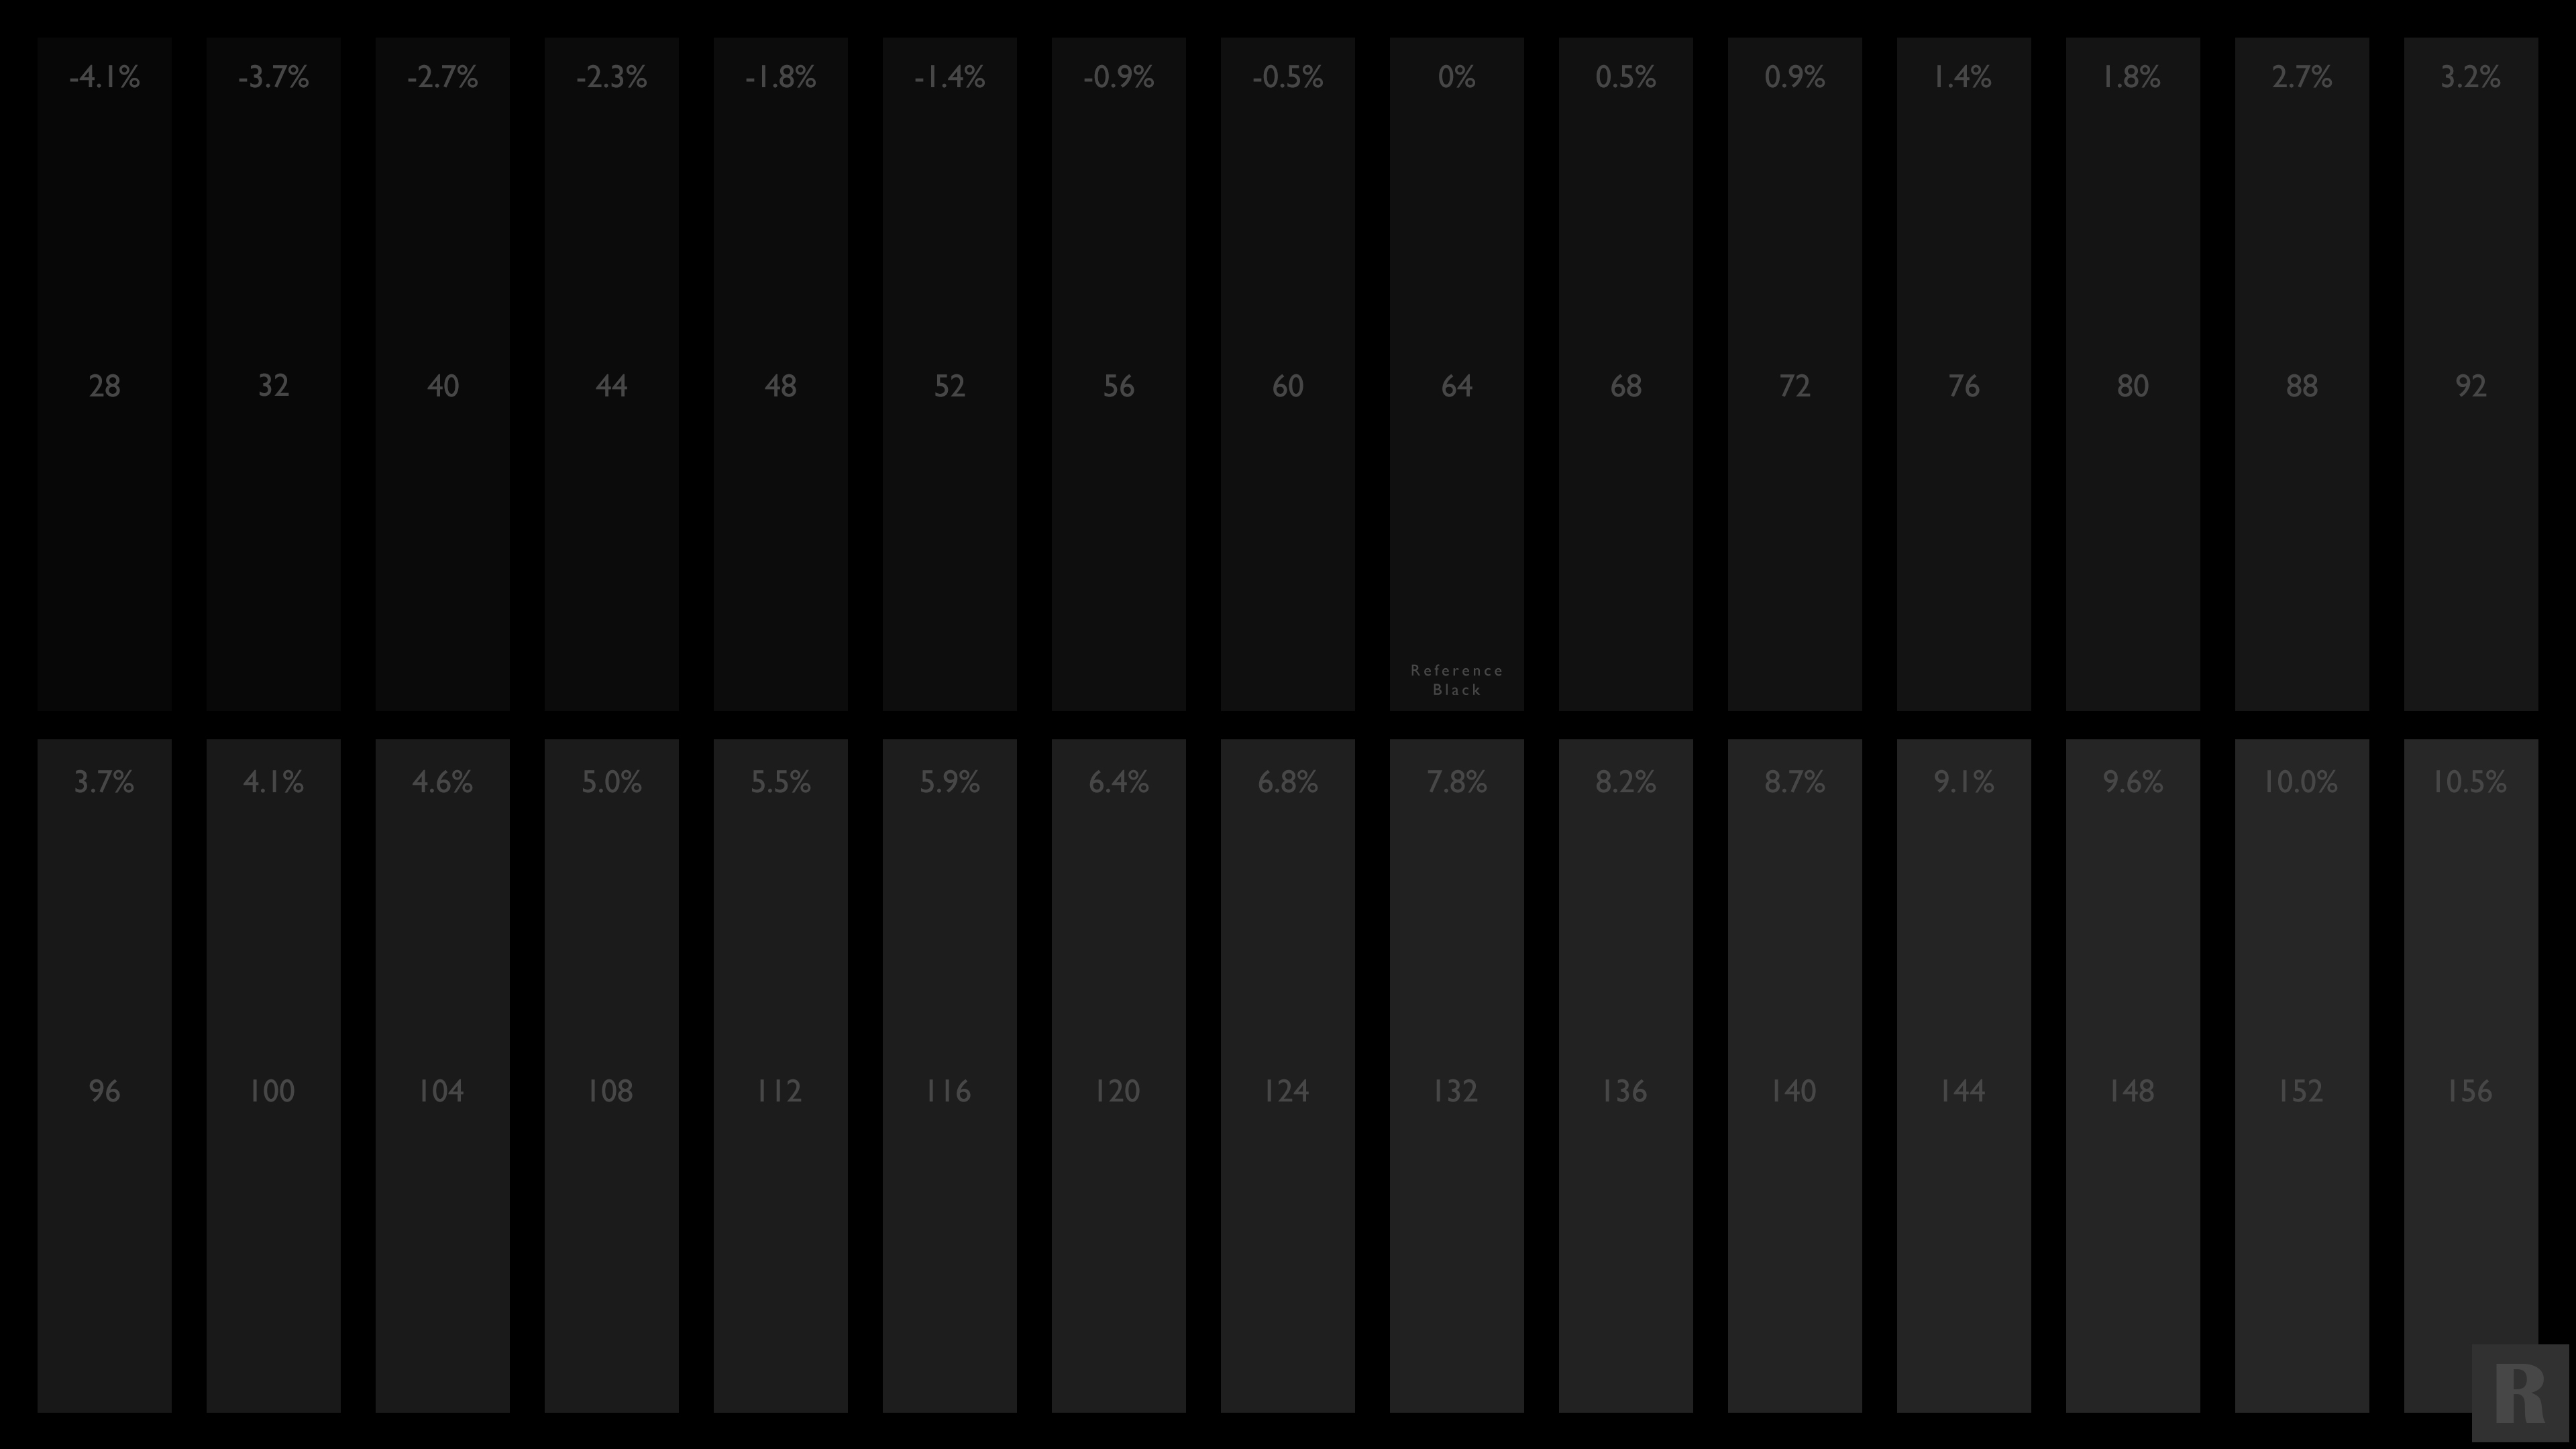 -4.1% -3.7% -2.7% -2.3% -1.8% -1.4% -0.9% -0.5% 0% 0.5% 0.9% 1.4% 1.8% 2.7% 3.2%
28 32 40 44 48 52 56 60 64 68 72 76 80 88 92
Reference
Black
3.7% 4.1% 4.6% 5.0% 5.5% 5.9% 6.4% 6.8% 7.8% 8.2% 8.7% 9.1% 9.6% 10.0% 10.5%
96 100 104 108 112 116 120 124 132 136 140 144 148 152 156
R